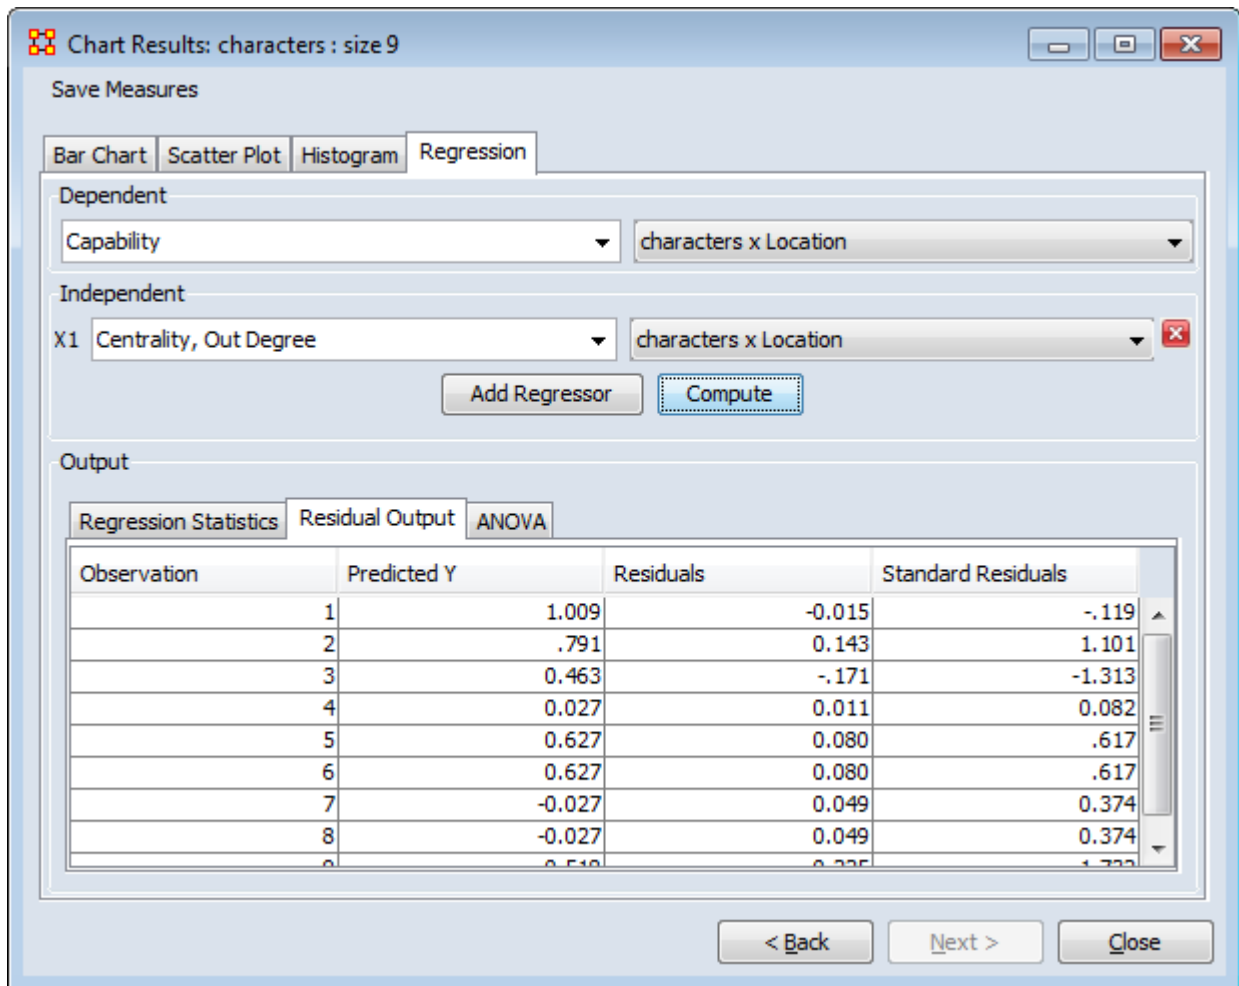 Chart Results: characters : size 9
Save Measures
Bar Chart Scatter Plot Histogram Regression
Dependent
Capability characters x Location
Independent
X1 Centrality, Out Degree characters x Location
Add Regressor Compute
Output
Regression Statistics Residual Output ANOVA
Observation Predicted Y Residuals Standard Residuals
1 1.009 -0.015 -.119
2 .791 0.143 1.101
3 0.463 -.171 -1.313
4 0.027 0.011 0.082
5 0.627 0.080 .617
6 0.627 0.080 .617
7 -0.027 0.049 0.374
8 -0.027 0.049 0.374
< Back Next > Close